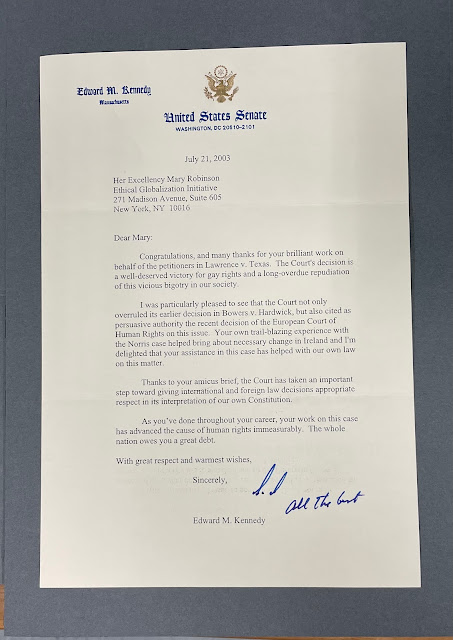 Edward M. Kennedy
Massachusetts
United States Senate
WASHINGTON, DC 20510–2101
July 21, 2003
Her Excellency Mary Robinson
Ethical Globalization Initiative
271 Madison Avenue, Suite 605
New York, NY 10016
Dear Mary:
Congratulations, and many thanks for your brilliant work on
behalf of the petitioners in Lawrence v. Texas. The Court's decision is
a well-deserved victory for gay rights and a long-overdue repudiation
of this vicious bigotry in our society.
I was particularly pleased to see that the Court not only
overruled its earlier decision in Bowers v. Hardwick, but also cited as
persuasive authority the recent decision of the European Court of
Human Rights on this issue. Your own trail-blazing experience with
the Norris case helped bring about necessary change in Ireland and I'm
delighted that your assistance in this case has helped with our own law
on this matter.
Thanks to your amicus brief, the Court has taken an important
step toward giving international and foreign law decisions appropriate
respect in its interpretation of our own Constitution.
As you've done throughout your career, your work on this case
has advanced the cause of human rights immeasurably. The whole
nation owes you a great debt.
With great respect and warmest wishes,
Sincerely,
All the best
Edward M. Kennedy